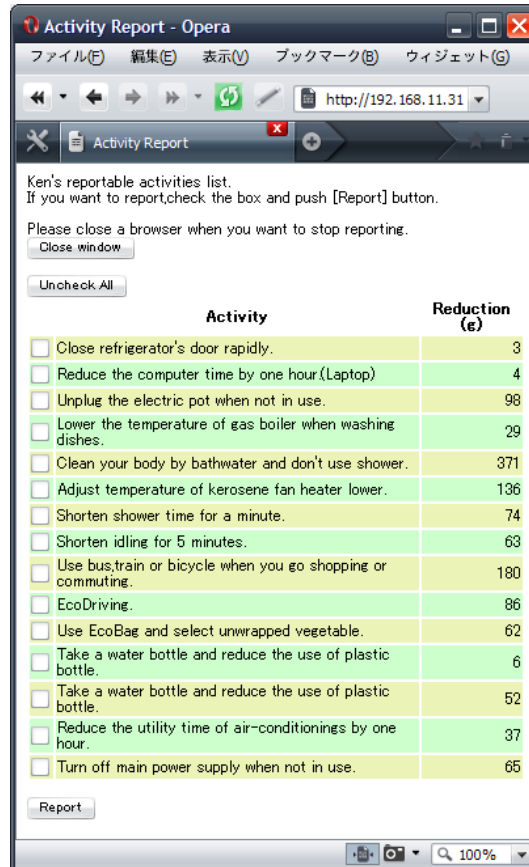 Activity Report - Opera
ファイル(F) 編集(E) 表示(V) ブックマーク(B) ウィジェット(G)
http://192.168.11.31
Activity Report
Ken's reportable activities list.
If you want to report,check the box and push [Report] button.
Please close a browser when you want to stop reporting.
Close window
Uncheck All
Activity Reduction
(g)
Close refrigerator's door rapidly. 3
Reduce the computer time by one hour.(Laptop) 4
Unplug the electric pot when not in use. 98
Lower the temperature of gas boiler when washing
dishes. 29
Clean your body by bathwater and don't use shower. 371
Adjust temperature of kerosene fan heater lower. 136
Shorten shower time for a minute. 74
Shorten idling for 5 minutes. 63
Use bus,train or bicycle when you go shopping or
commuting. 180
EcoDriving. 86
Use EcoBag and select unwrapped vegetable. 62
Take a water bottle and reduce the use of plastic
bottle. 6
Take a water bottle and reduce the use of plastic
bottle. 52
Reduce the utility time of air-conditionings by one
hour. 37
Turn off main power supply when not in use. 65
Report
100%